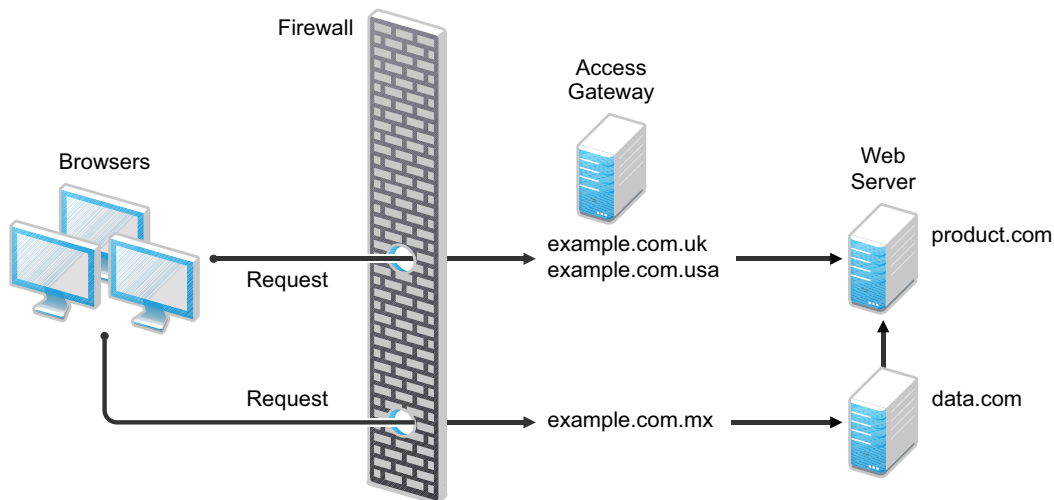 Firewall
Access
Gateway
Browsers
Web
Server
product.com
example.com.uk
example.com.usa
Request
Request
example.com.mx
data.com